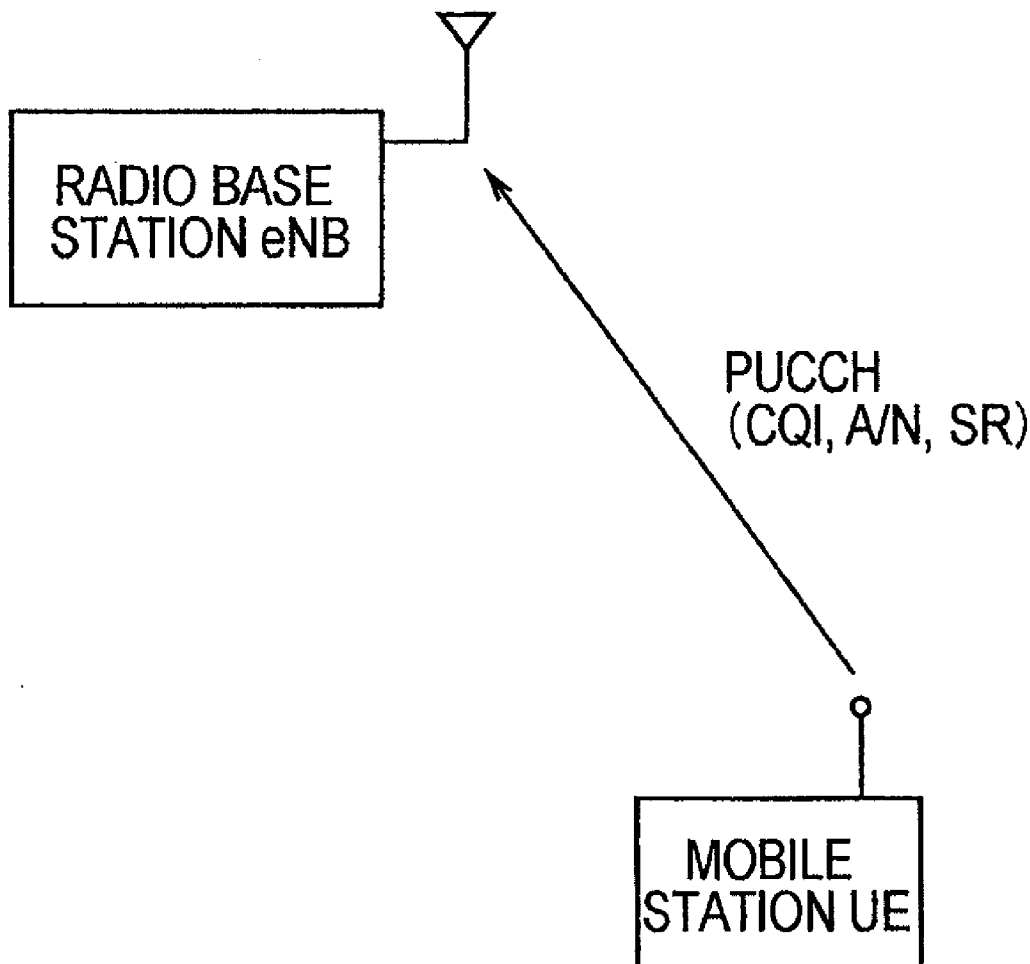 RADIO BASE
STATION eNB
PUCCH
(CQI, A/N, SR)
MOBILE
STATION UE